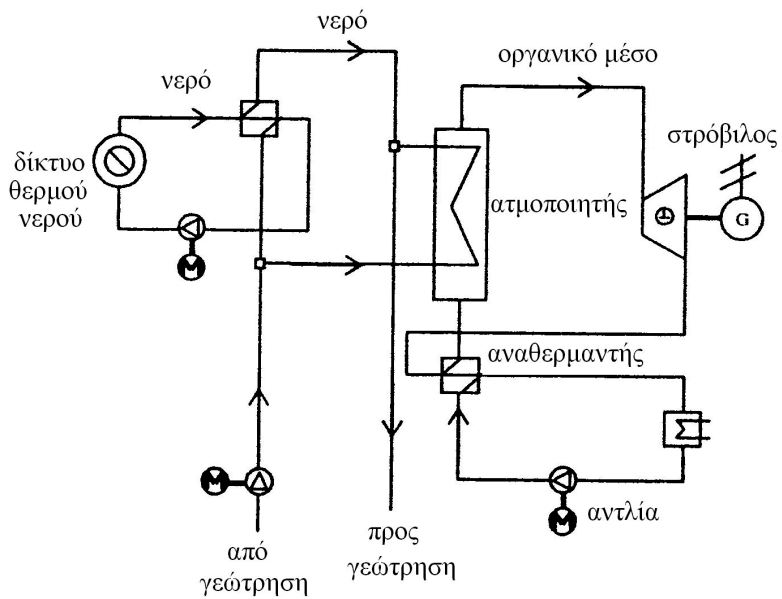 νερό
νερό
οργανικό μέσο
στρόβιλος
δίκτυο
θερμού
νερού
ατμοποιητής
G
M
αναθερμαντής
M
αντλία
M
από
γεώτρηση
προς
γεώτρηση